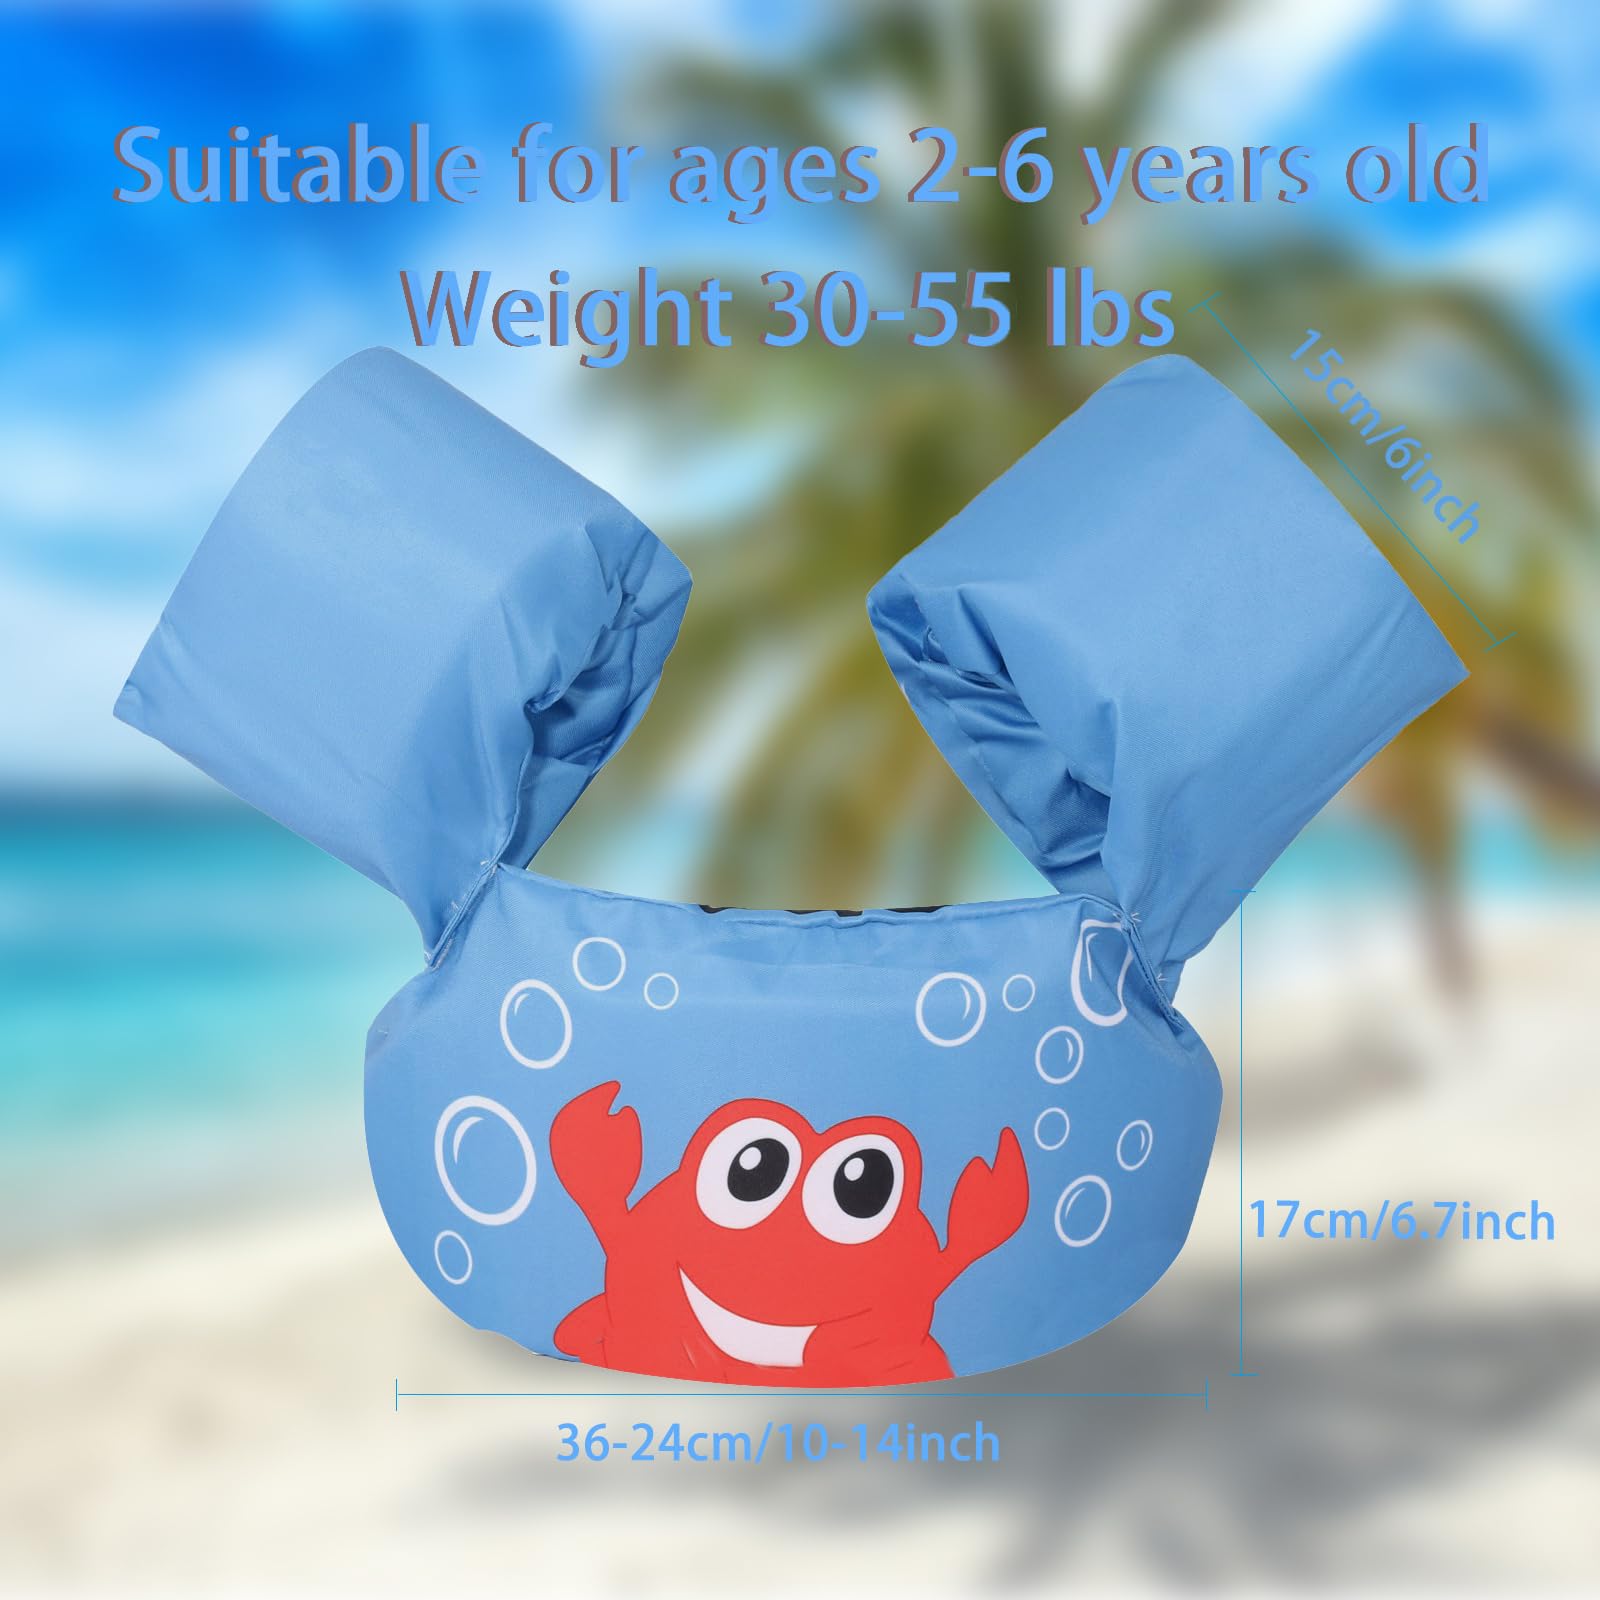 Suitable for ages 2-6 years old
Weight 30-55 lbs
15cm/6inch
17cm/6.7inch
36-24cm/10-14inch